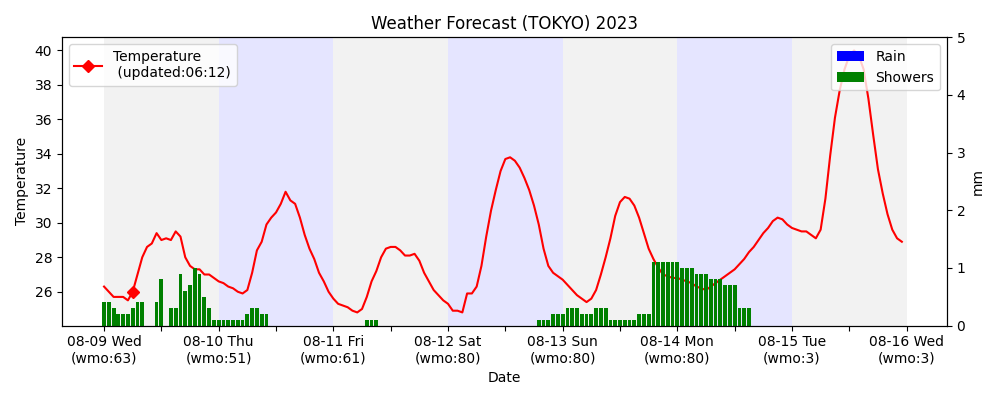 Weather Forecast (TOKYO) 2023
Temperature
(updated:06:12)
Rain
Showers
40
38
36
34
32
30
28
26
Temperature
5
4
3
2
1
0
mm
08-09 Wed
(wmo:63)
08-10 Thu
(wmo:51)
08-11 Fri
(wmo:61)
08-12 Sat
(wmo:80)
08-13 Sun
(wmo:80)
08-14 Mon
(wmo:80)
08-15 Tue
(wmo:3)
08-16 Wed
(wmo:3)
Date